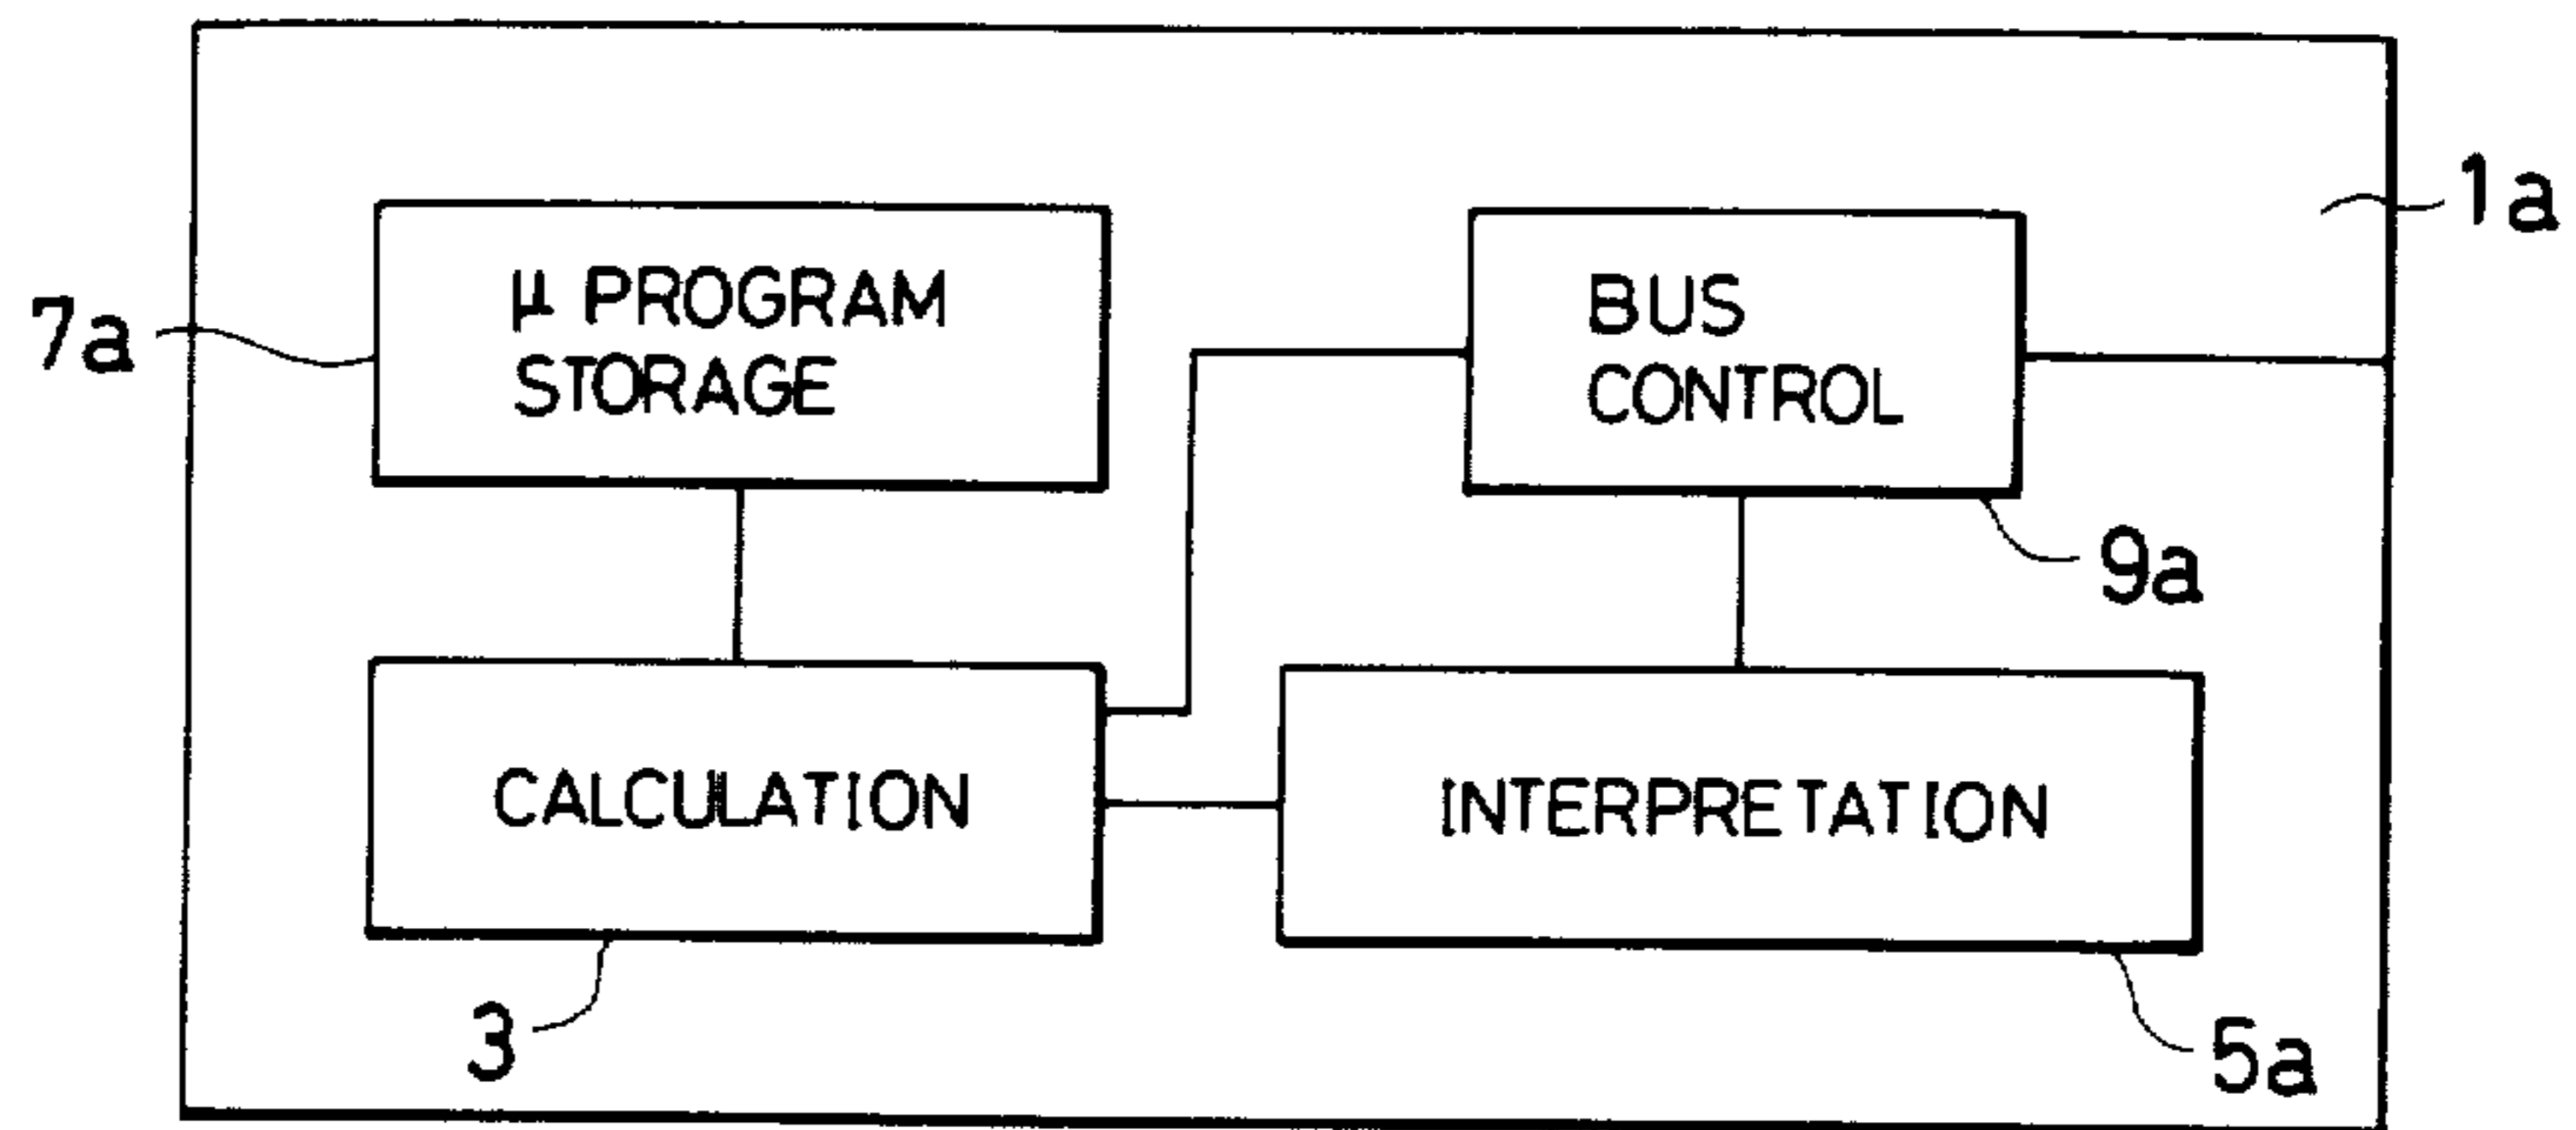 1a
7a
μ PROGRAM
STORAGE
BUS
CONTROL
9a
CALCULATION
INTERPRETATION
3
5a